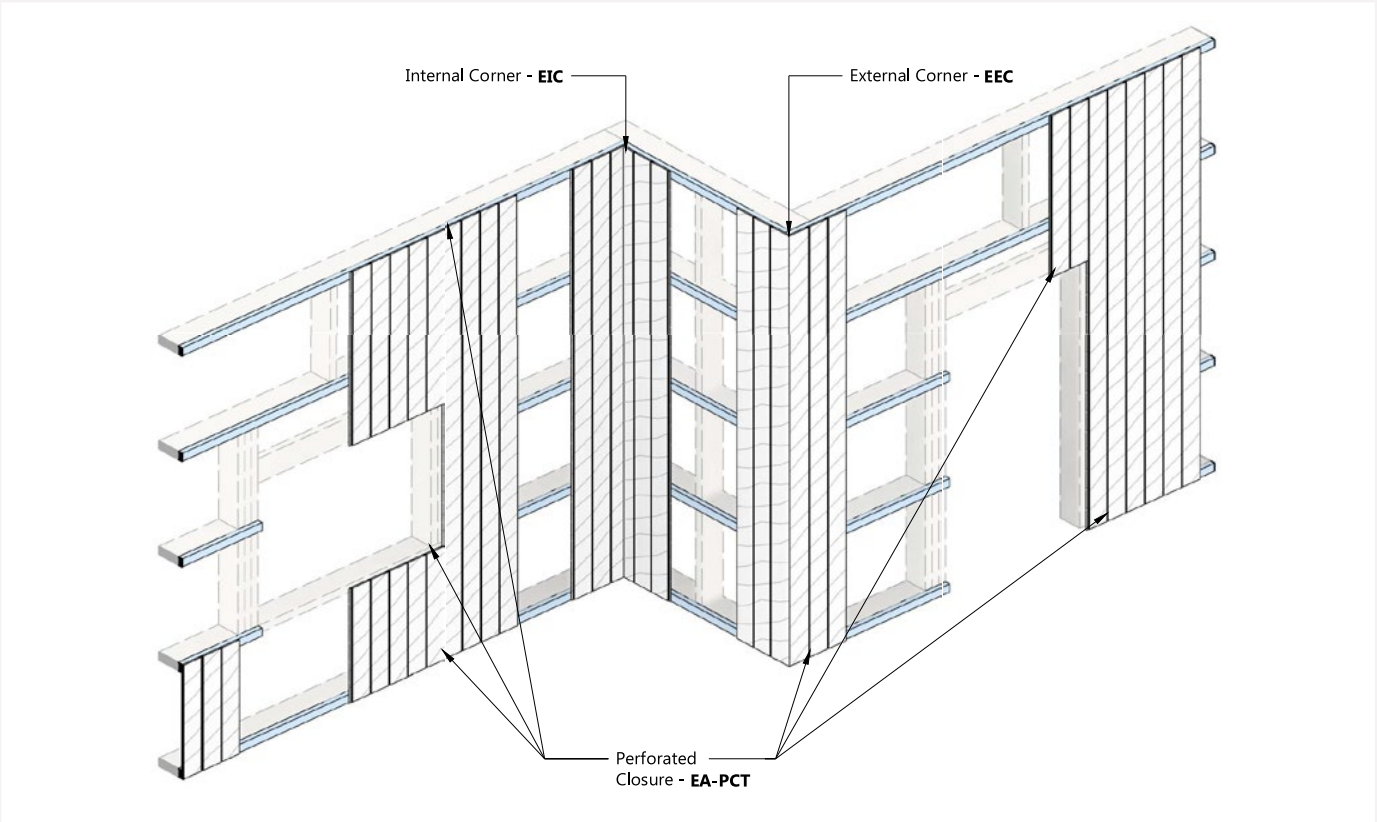 Internal Corner - EIC
External Corner - EEC
Perforated
Closure - EA-PCT